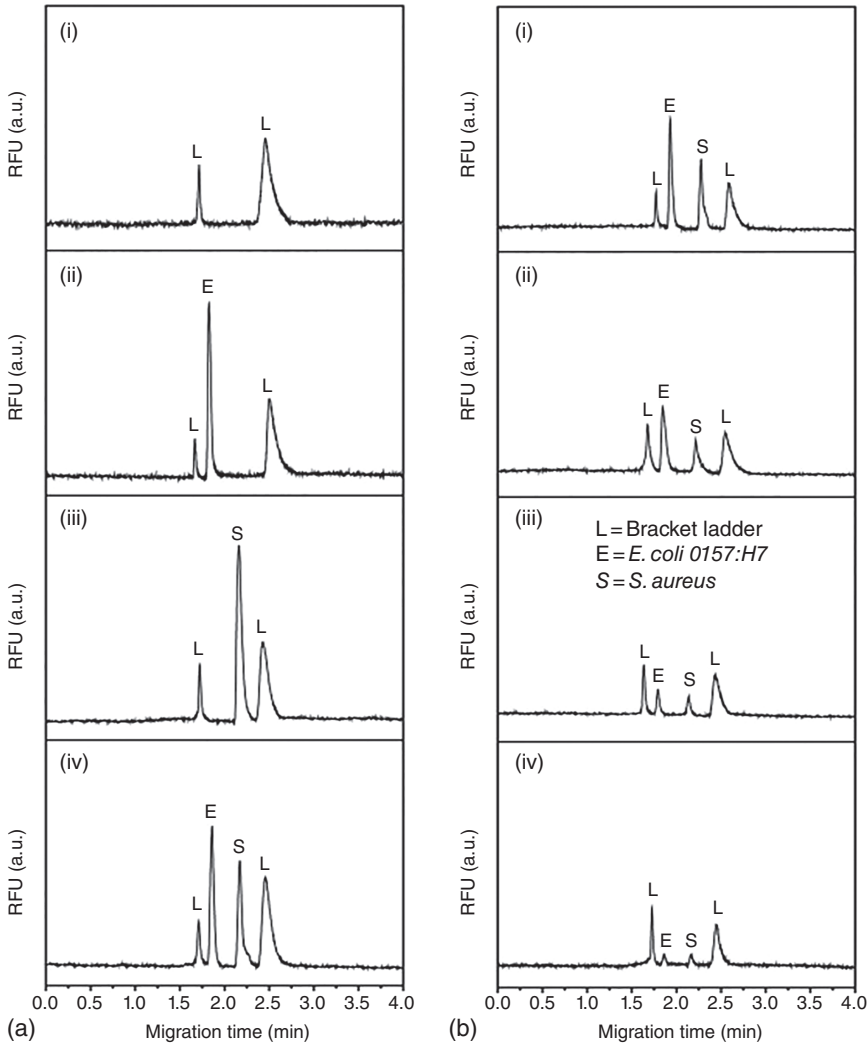 (i)
RFU (a.u.)
L
L
(ii)
RFU (a.u.)
L
E
L
(iii)
RFU (a.u.)
L
S
L
(iv)
RFU (a.u.)
L
E
S
L
0.0 0.5 1.0 1.5 2.0 2.5 3.0 3.5 4.0
(a) Migration time (min)
(i)
RFU (a.u.)
L
E
S
L
(ii)
RFU (a.u.)
L
E
S
L
(iii)
L = Bracket ladder
E = E. coli 0157:H7
S = S. aureus
RFU (a.u.)
L
E
S
L
(iv)
RFU (a.u.)
L
E
S
L
0.0 0.5 1.0 1.5 2.0 2.5 3.0 3.5 4.0
(b) Migration time (min)